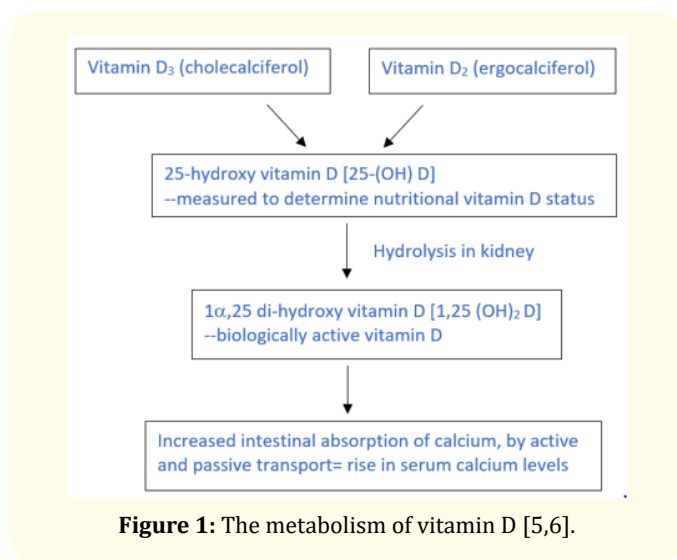 Vitamin D₃ (cholecalciferol)
Vitamin D₂ (ergocalciferol)
25-hydroxy vitamin D [25-(OH) D]
--measured to determine nutritional vitamin D status
Hydrolysis in kidney
1α,25 di-hydroxy vitamin D [1,25 (OH)₂ D]
--biologically active vitamin D
Increased intestinal absorption of calcium, by active
and passive transport= rise in serum calcium levels
Figure 1: The metabolism of vitamin D [5,6].